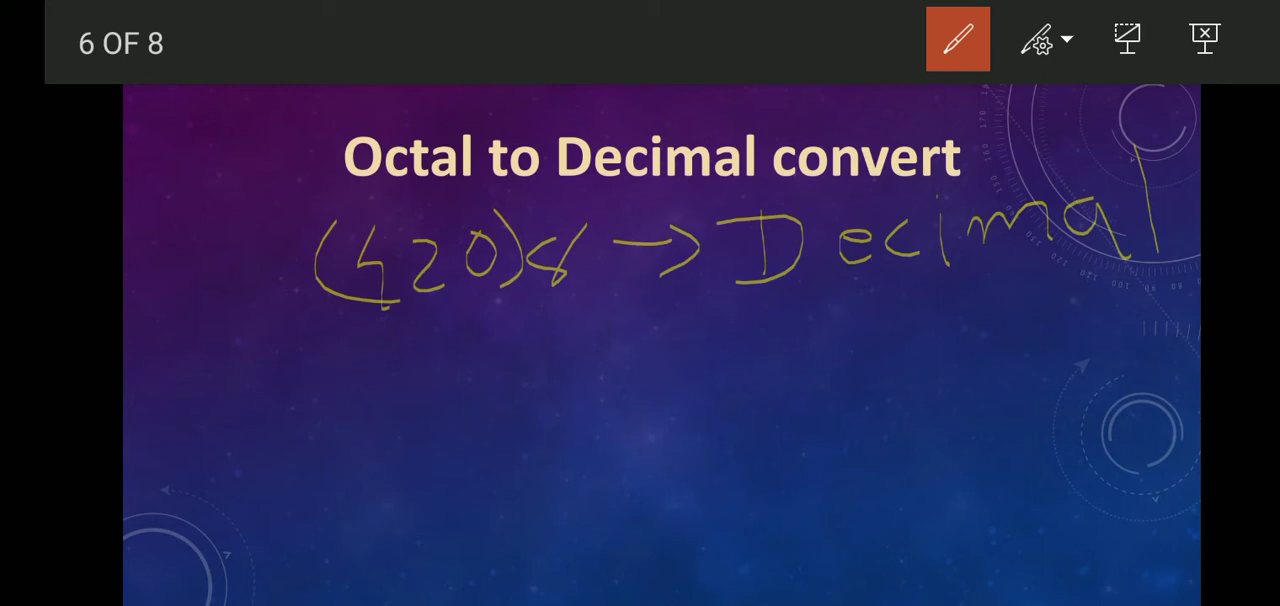 6 OF 8
Octal to Decimal convert
(420)8 → Decimal